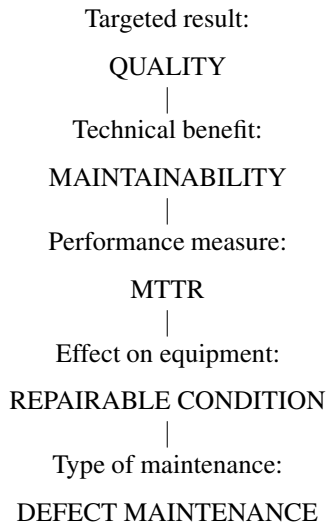 Targeted result:
QUALITY
Technical benefit:
MAINTAINABILITY
Performance measure:
MTTR
Effect on equipment:
REPAIRABLE CONDITION
Type of maintenance:
DEFECT MAINTENANCE